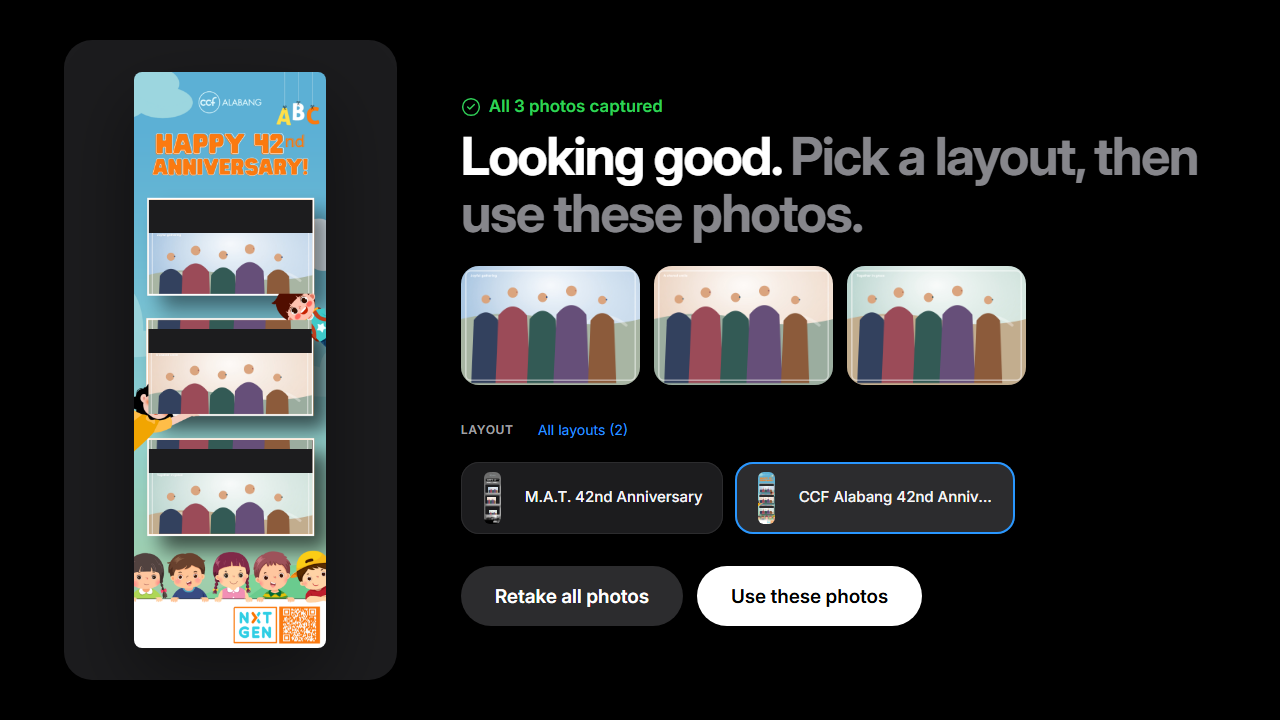 ccf ALABANG
ABC
HAPPY 42nd
ANNIVERSARY!
NXT
GEN
All 3 photos captured
Looking good. Pick a layout, then
use these photos.
LAYOUT
All layouts (2)
M.A.T. 42nd Anniversary
CCF Alabang 42nd Anniv...
Retake all photos
Use these photos